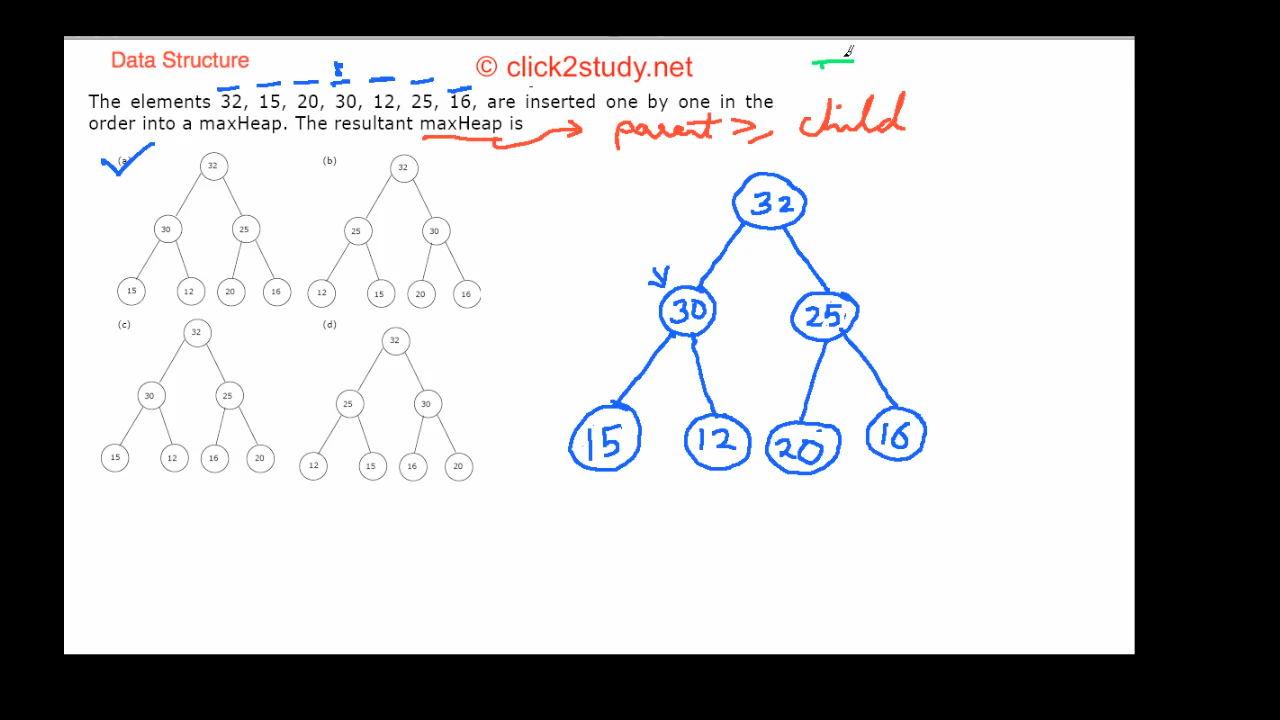 Data Structure
© click2study.net
The elements 32, 15, 20, 30, 12, 25, 16, are inserted one by one in the
order into a maxHeap. The resultant maxHeap is
parent >= child
(a)
32
30 25
15 12 20 16
(b)
32
25 30
12 15 20 16
(c)
32
30 25
15 12 16 20
(d)
32
25 30
12 15 16 20
32
30 25
15 12 20 16